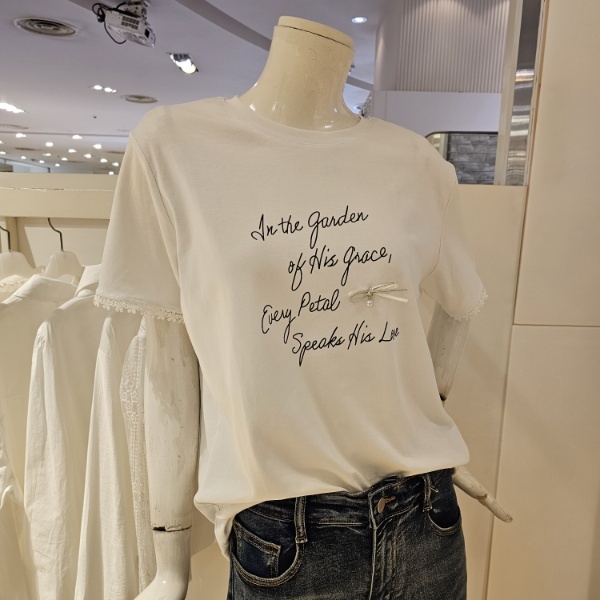 In the Garden
of His Grace,
Every Petal
Speaks His Love